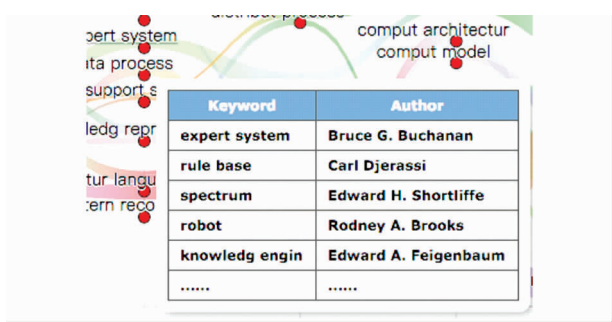 comput architectur
pert system
comput model
ata process
support s
ledg repr
tur langu
tern reco
Keyword Author
expert system Bruce G. Buchanan
rule base Carl Djerassi
spectrum Edward H. Shortliffe
robot Rodney A. Brooks
knowledg engin Edward A. Feigenbaum
...... ......